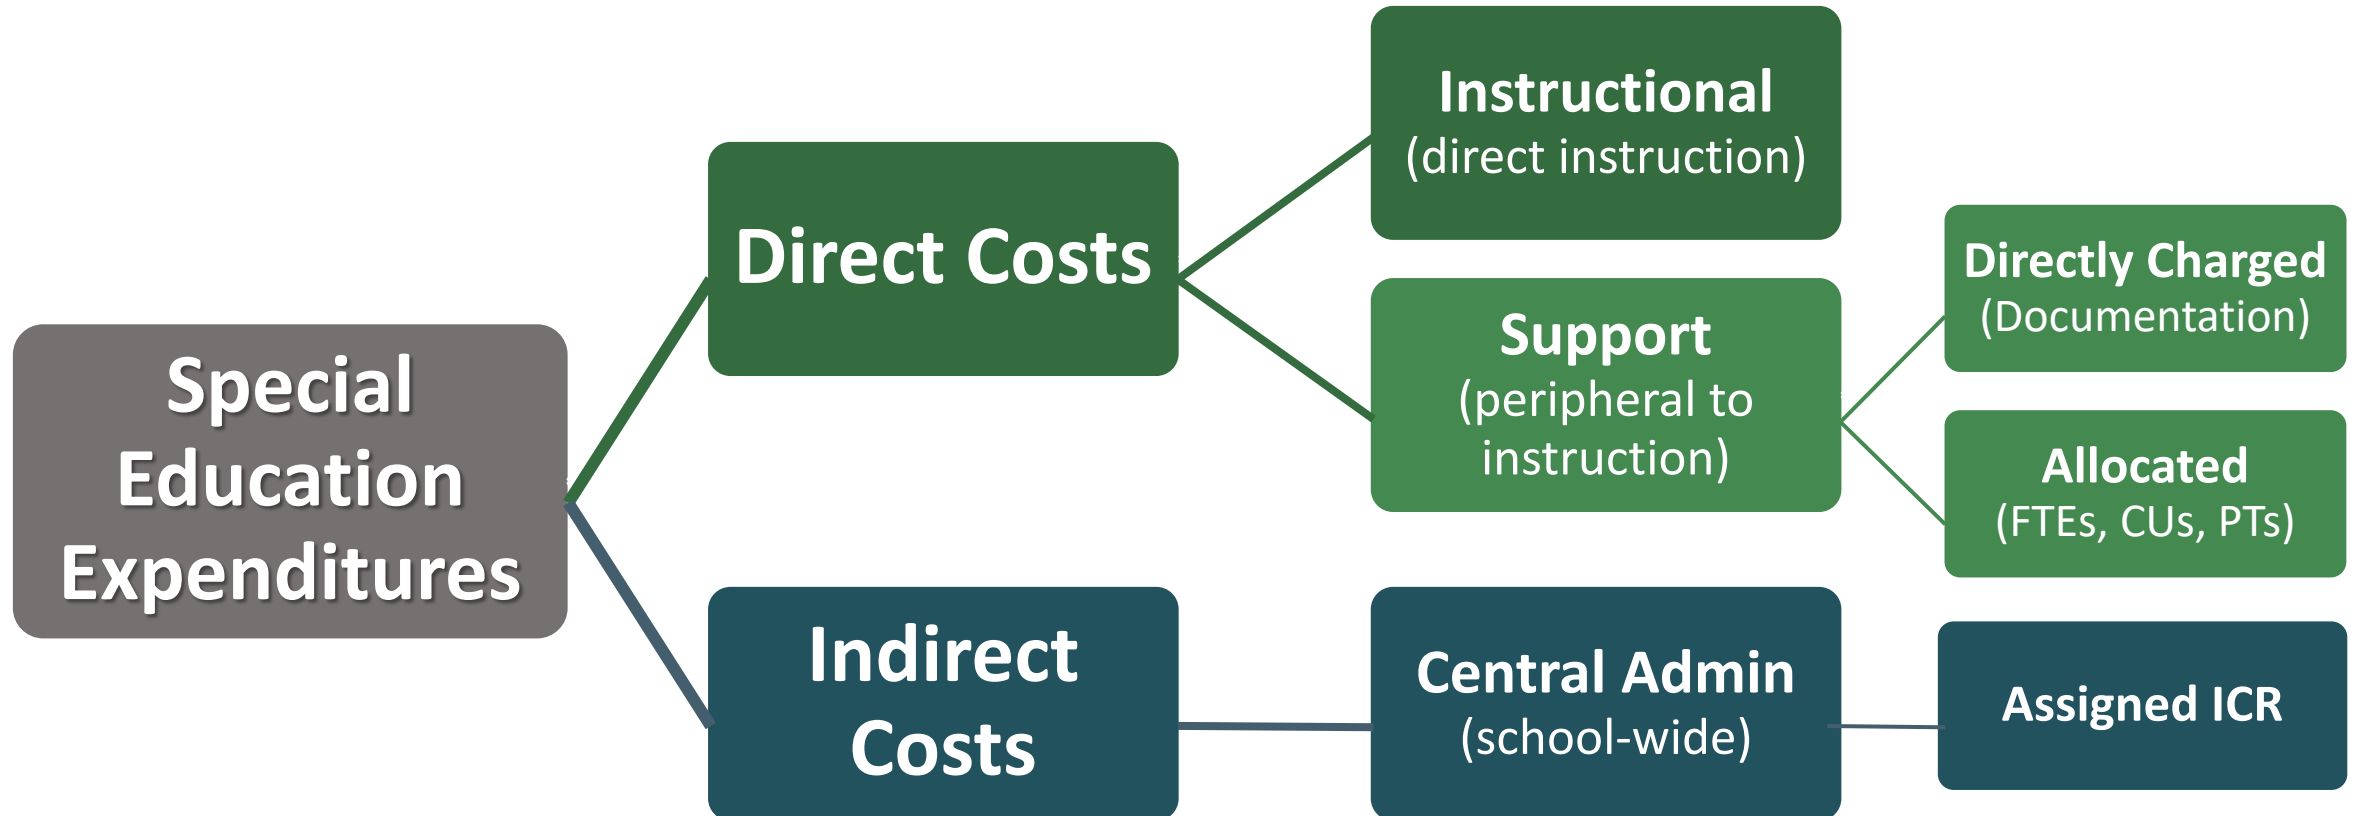 Special
Education
Expenditures
Direct Costs
Instructional
(direct instruction)
Support
(peripheral to
instruction)
Directly Charged
(Documentation)
Allocated
(FTEs, CUs, PTs)
Indirect
Costs
Central Admin
(school-wide)
Assigned ICR